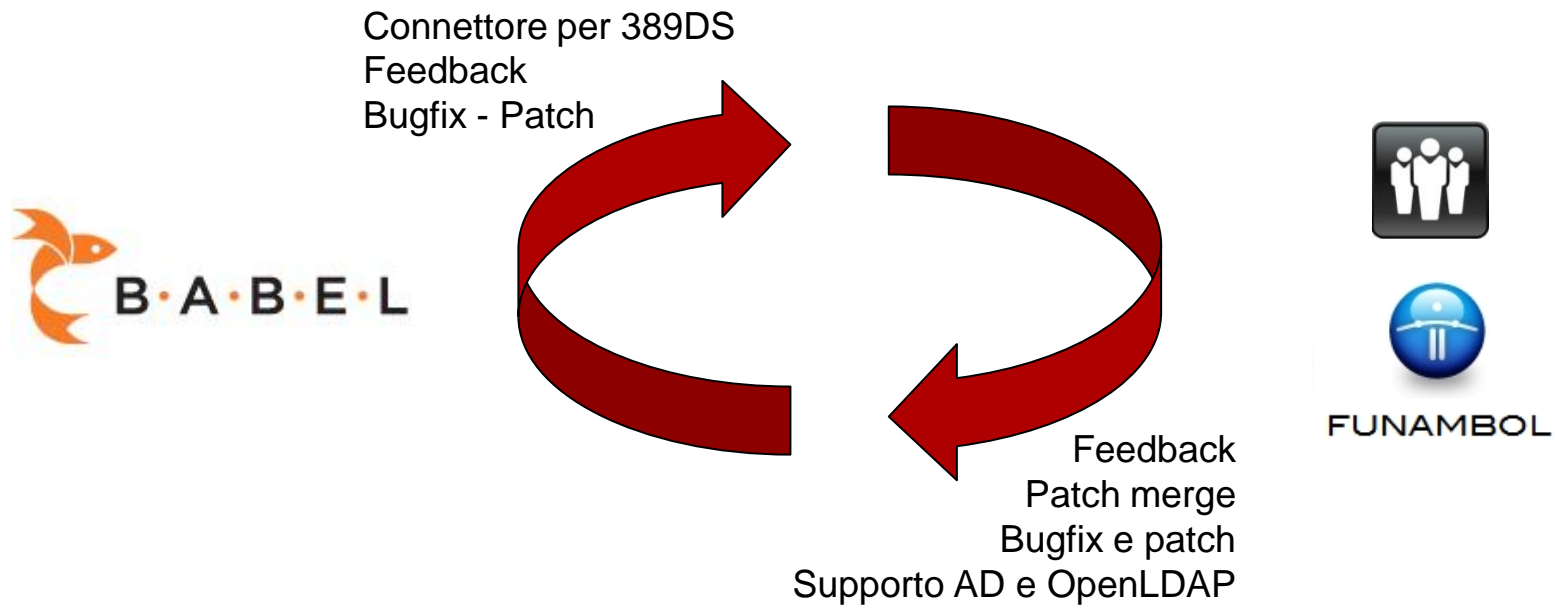 Connettore per 389DS
Feedback
Bugfix - Patch
B·A·B·E·L
FUNAMBOL
Feedback
Patch merge
Bugfix e patch
Supporto AD e OpenLDAP